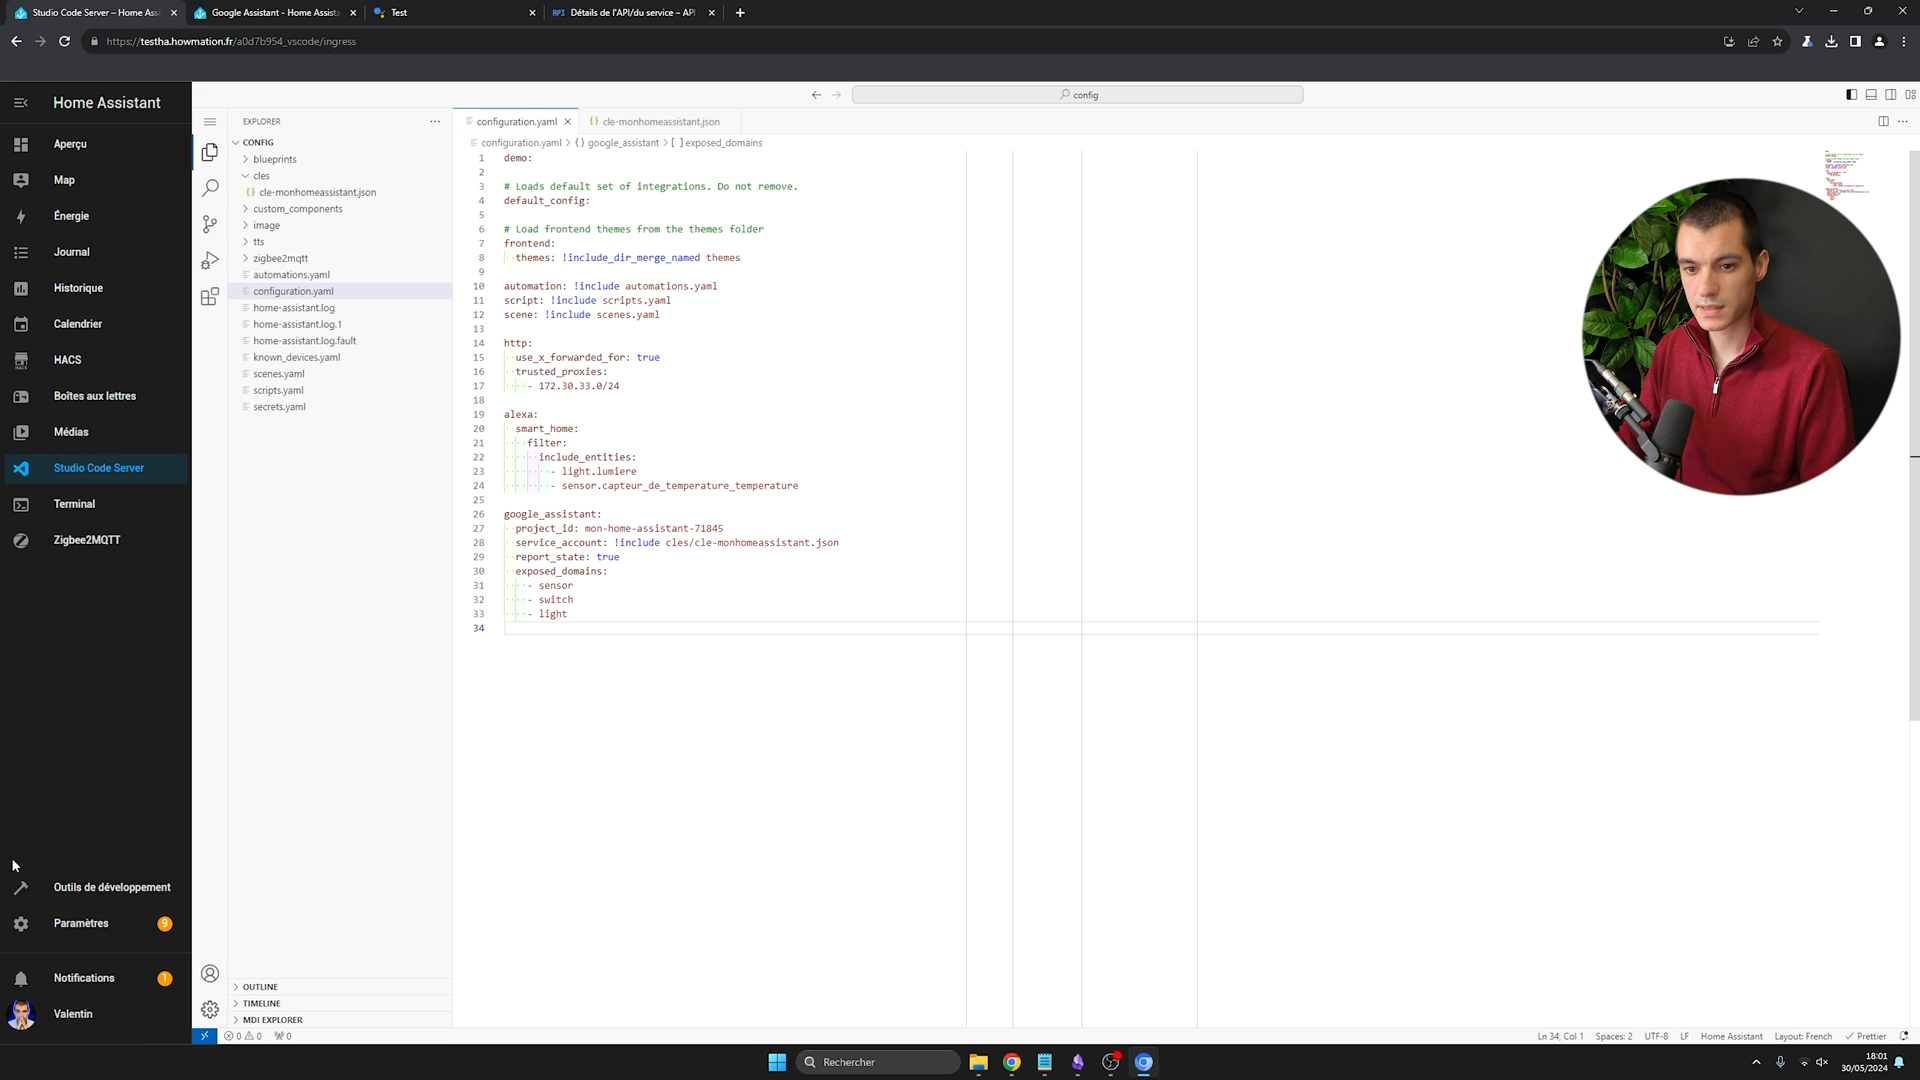 Studio Code Server – Home Assi
Google Assistant - Home Assista
Test
API Détails de l'API/du service – API
https://testha.howmation.fr/a0d7b954_vscode/ingress
Home Assistant
Aperçu
Map
Énergie
Journal
Historique
Calendrier
HACS
Boîtes aux lettres
Médias
Studio Code Server
Terminal
Zigbee2MQTT
Outils de développement
Paramètres 9
Notifications 1
Valentin
config
EXPLORER
CONFIG
blueprints
cles
cle-monhomeassistant.json
custom_components
image
tts
zigbee2mqtt
automations.yaml
configuration.yaml
home-assistant.log
home-assistant.log.1
home-assistant.log.fault
known_devices.yaml
scenes.yaml
scripts.yaml
secrets.yaml
OUTLINE
TIMELINE
MDI EXPLORER
configuration.yaml
cle-monhomeassistant.json
configuration.yaml > {} google_assistant > [ ] exposed_domains
1 demo:
2
3 # Loads default set of integrations. Do not remove.
4 default_config:
5
6 # Load frontend themes from the themes folder
7 frontend:
8 themes: !include_dir_merge_named themes
9
10 automation: !include automations.yaml
11 script: !include scripts.yaml
12 scene: !include scenes.yaml
13
14 http:
15 use_x_forwarded_for: true
16 trusted_proxies:
17 - 172.30.33.0/24
18
19 alexa:
20 smart_home:
21 filter:
22 include_entities:
23 - light.lumiere
24 - sensor.capteur_de_temperature_temperature
25
26 google_assistant:
27 project_id: mon-home-assistant-71845
28 service_account: !include cles/cle-monhomeassistant.json
29 report_state: true
30 exposed_domains:
31 - sensor
32 - switch
33 - light
34
0 0 0
Ln 34, Col 1 Spaces: 2 UTF-8 LF Home Assistant Layout: French Prettier
Rechercher
18:01
30/05/2024